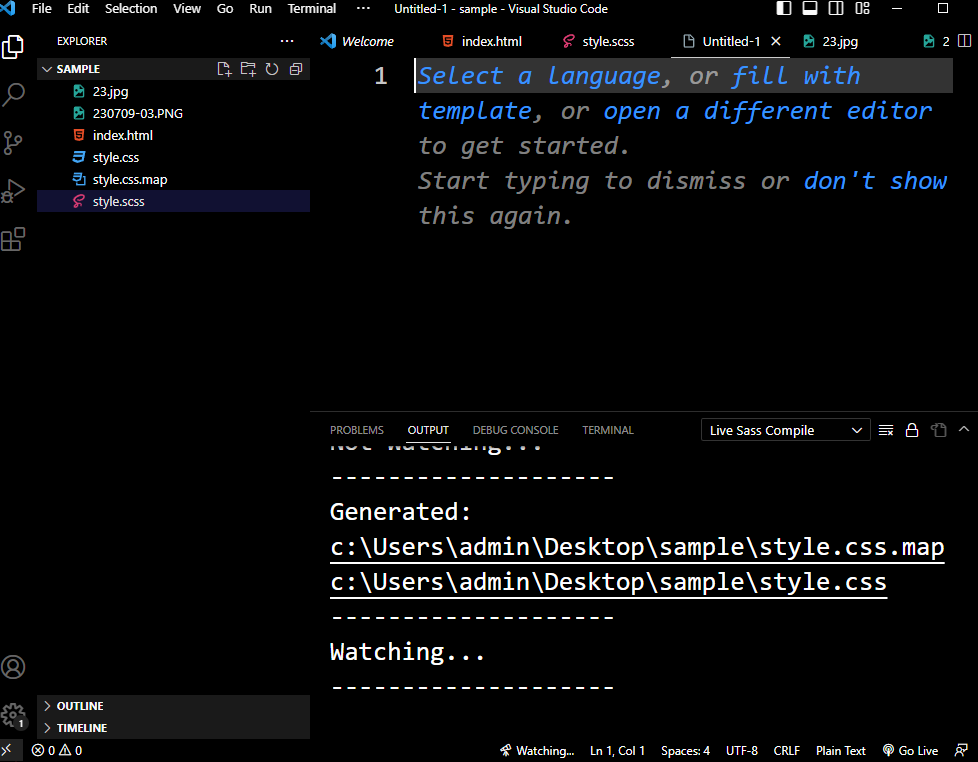 File Edit Selection View Go Run Terminal ··· Untitled-1 - sample - Visual Studio Code
EXPLORER ···
Welcome index.html style.scss Untitled-1 23.jpg 2
SAMPLE
23.jpg
230709-03.PNG
index.html
style.css
style.css.map
style.scss
1 Select a language, or fill with
template, or open a different editor
to get started.
Start typing to dismiss or don't show
this again.
PROBLEMS OUTPUT DEBUG CONSOLE TERMINAL Live Sass Compile
Not Watching...
--------------------
Generated:
c:\Users\admin\Desktop\sample\style.css.map
c:\Users\admin\Desktop\sample\style.css
--------------------
Watching...
--------------------
1
OUTLINE
TIMELINE
0 0 Watching... Ln 1, Col 1 Spaces: 4 UTF-8 CRLF Plain Text Go Live